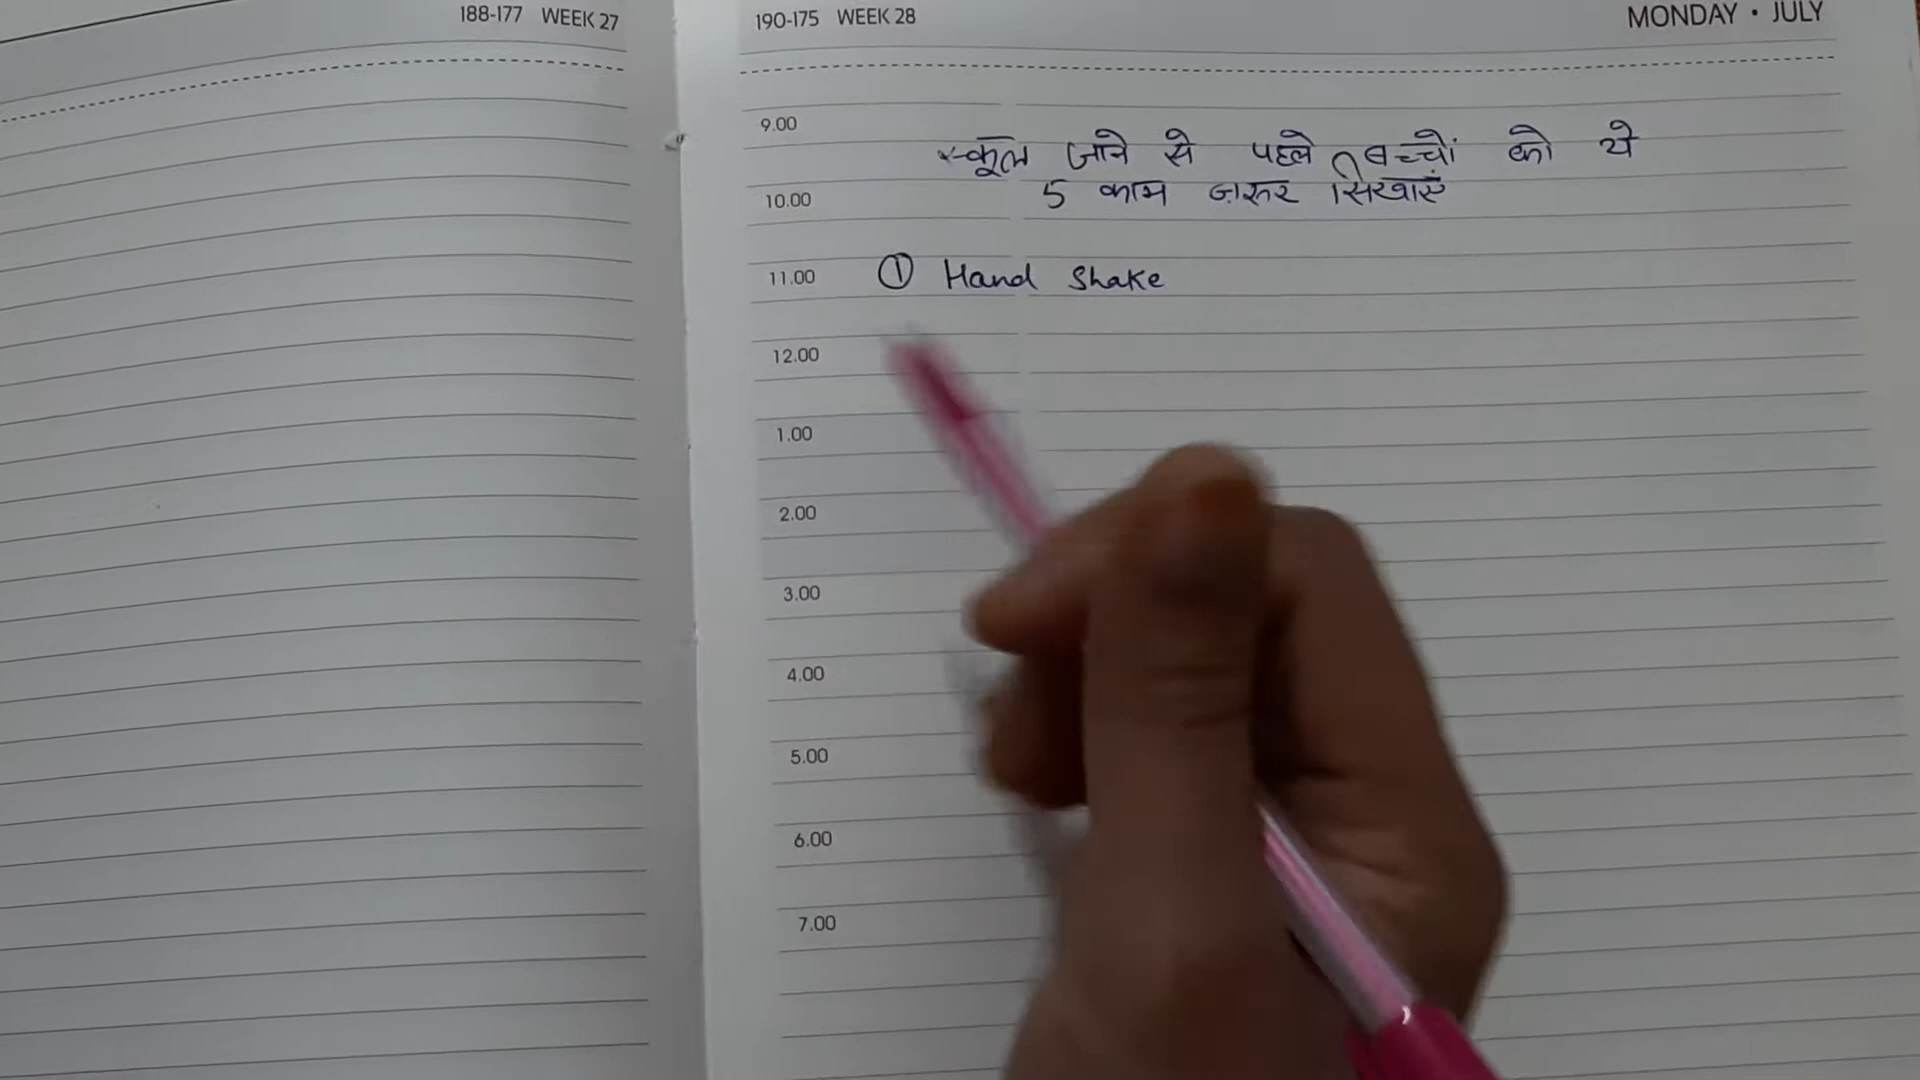 188-177 WEEK 27
190-175 WEEK 28
MONDAY • JULY
9.00
स्कूल जाने से पहले बच्चों को ये
10.00
5 काम ज़रूर सिखाएं
11.00
① Hand Shake
12.00
1.00
2.00
3.00
4.00
5.00
6.00
7.00